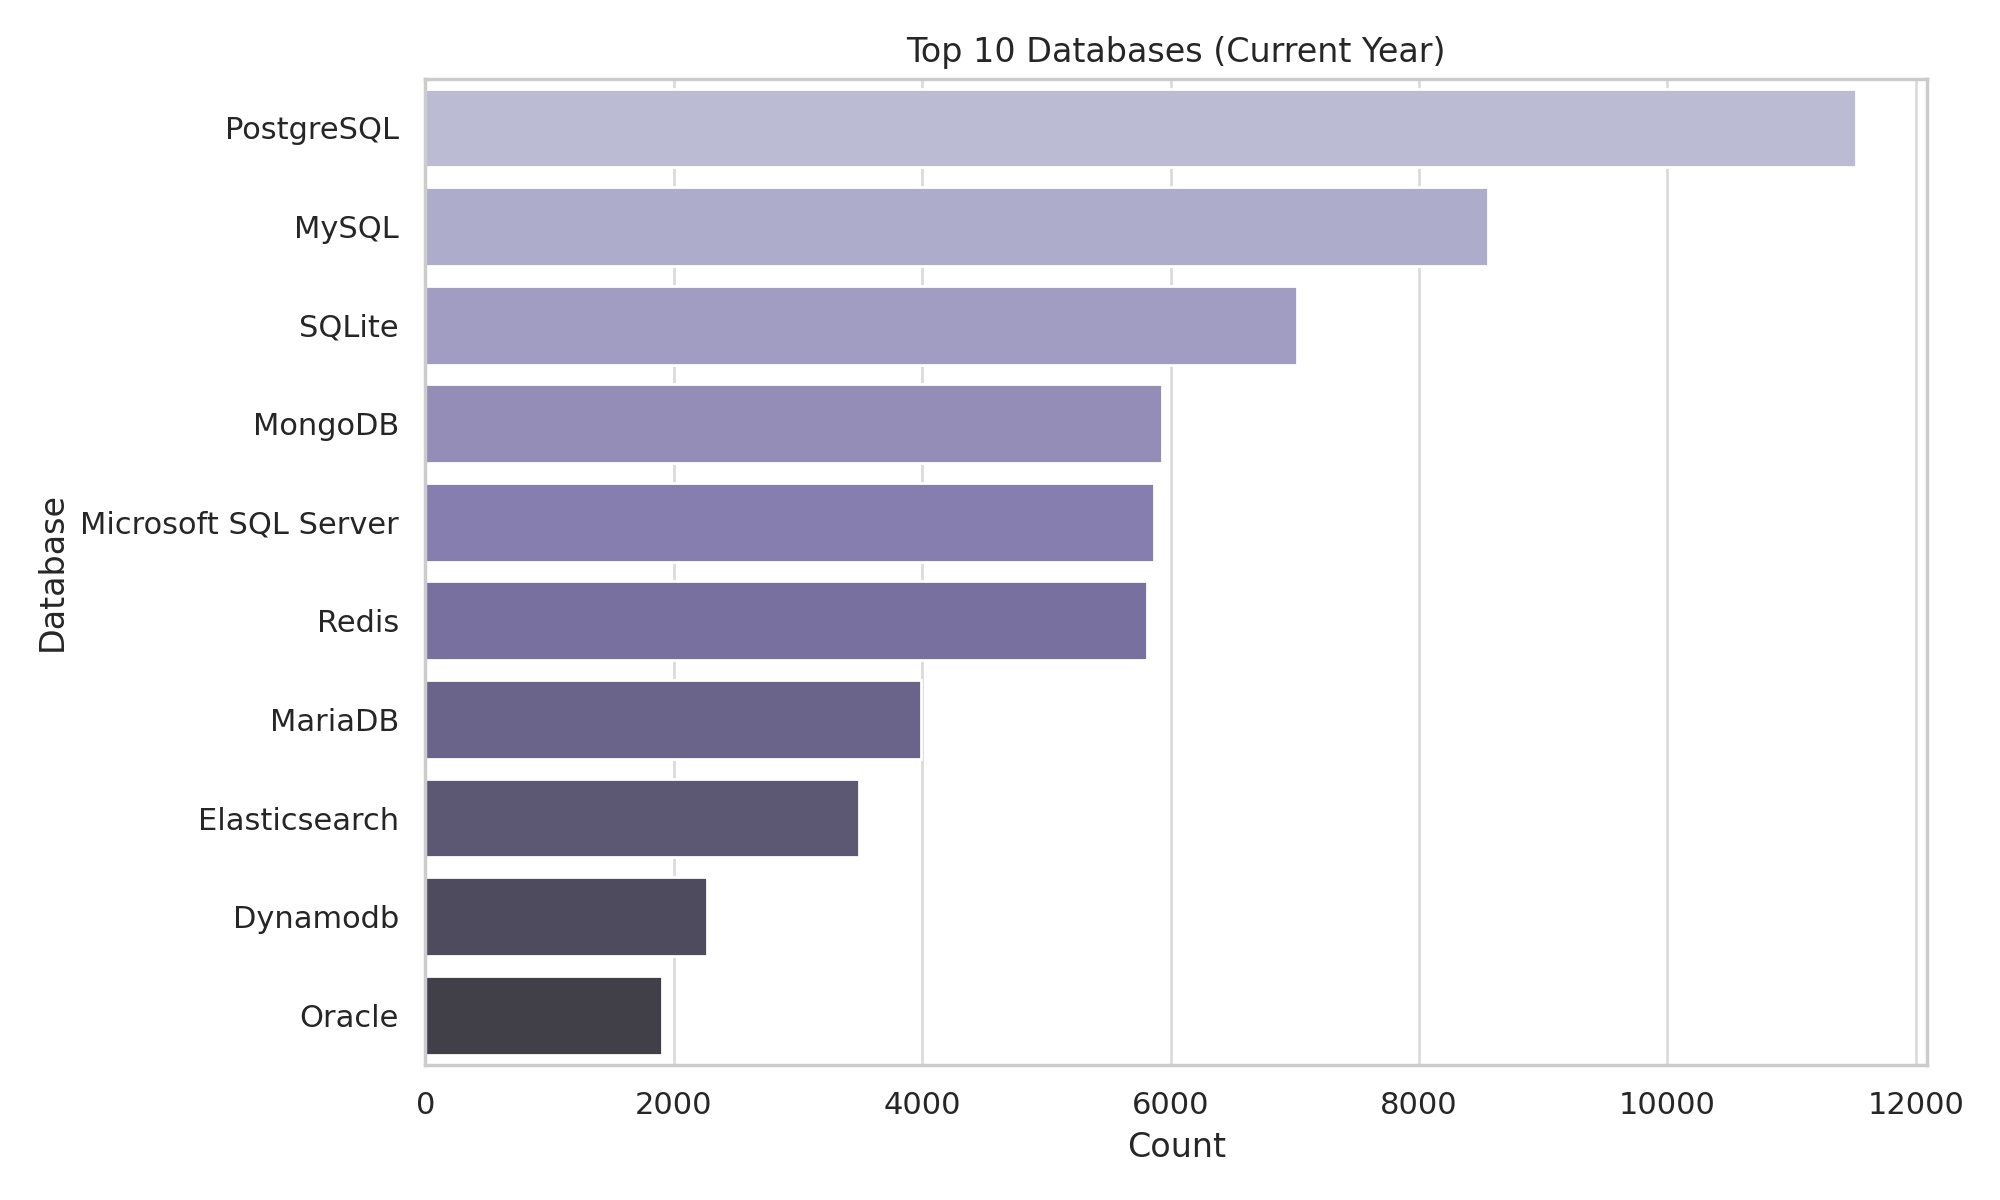 Top 10 Databases (Current Year)
PostgreSQL
MySQL
SQLite
MongoDB
Microsoft SQL Server
Redis
MariaDB
Elasticsearch
Dynamodb
Oracle
Database
0 2000 4000 6000 8000 10000 12000
Count